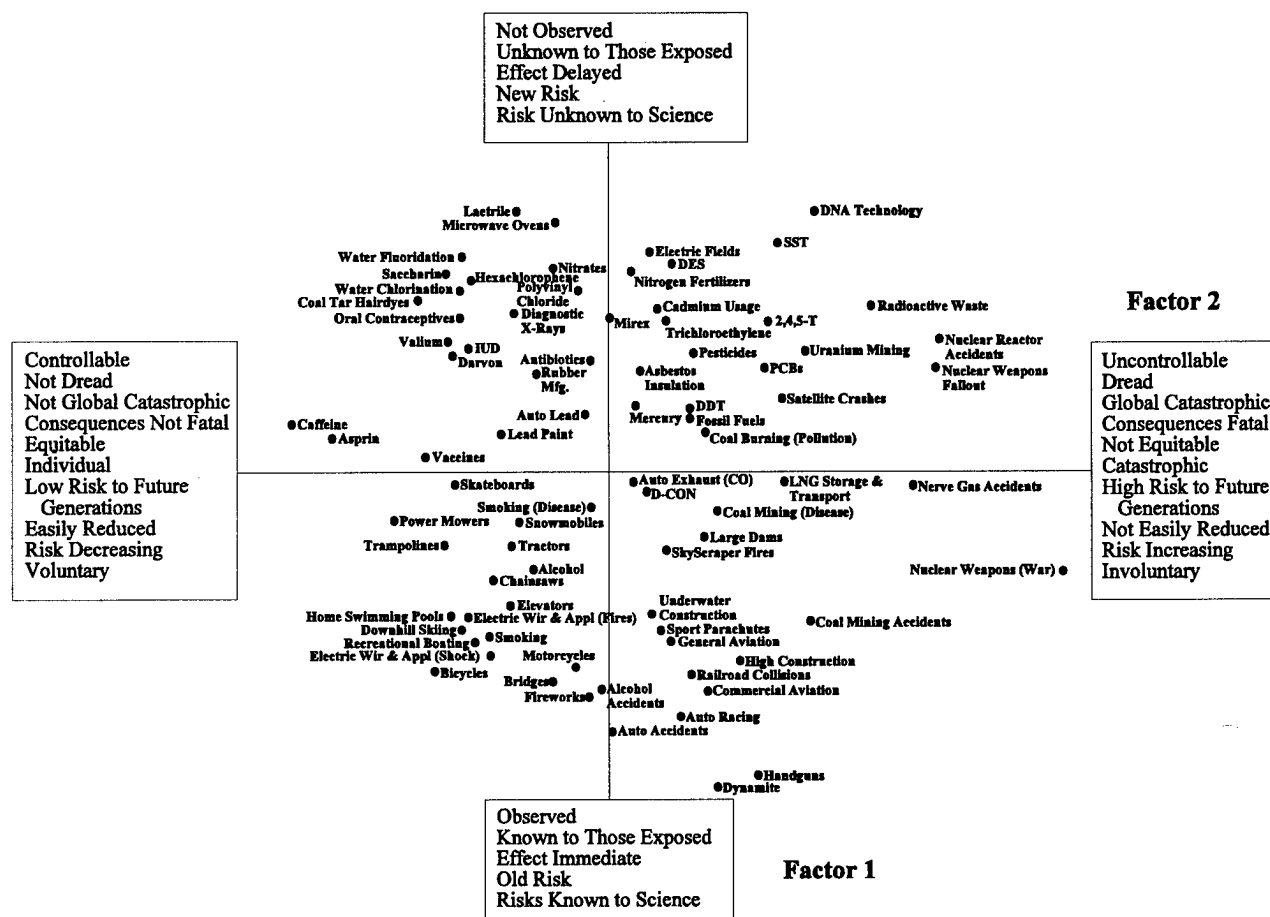 Not Observed
Unknown to Those Exposed
Effect Delayed
New Risk
Risk Unknown to Science
Laetrile
DNA Technology
Microwave Ovens
SST
Electric Fields
Water Fluoridation
DES
Nitrates
Saccharin
Hexachlorophene
Nitrogen Fertilizers
Water Chlorination
Polyvinyl
Chloride
Coal Tar Hairdyes
Cadmium Usage
Radioactive Waste
Factor 2
Oral Contraceptives
Diagnostic
X-Rays
Mirex
Trichloroethylene
2,4,5-T
Valium
IUD
Darvon
Antibiotics
Rubber
Mfg.
Pesticides
Uranium Mining
Nuclear Reactor
Accidents
Asbestos
Insulation
PCBs
Nuclear Weapons
Fallout
Controllable
Not Dread
Not Global Catastrophic
Consequences Not Fatal
Equitable
Individual
Low Risk to Future
Generations
Easily Reduced
Risk Decreasing
Voluntary
Uncontrollable
Dread
Global Catastrophic
Consequences Fatal
Not Equitable
Catastrophic
High Risk to Future
Generations
Not Easily Reduced
Risk Increasing
Involuntary
Satellite Crashes
Auto Lead
Mercury
DDT
Fossil Fuels
Caffeine
Asprin
Lead Paint
Coal Burning (Pollution)
Vaccines
Skateboards
Auto Exhaust (CO)
D-CON
LNG Storage &
Transport
Nerve Gas Accidents
Smoking (Disease)
Coal Mining (Disease)
Power Mowers
Snowmobiles
Large Dams
Trampolines
Tractors
SkyScraper Fires
Alcohol
Chainsaws
Nuclear Weapons (War)
Elevators
Underwater
Construction
Home Swimming Pools
Electric Wir & Appl (Fires)
Coal Mining Accidents
Downhill Skiing
Sport Parachutes
Recreational Boating
Smoking
General Aviation
Electric Wir & Appl (Shock)
Motorcycles
High Construction
Bicycles
Railroad Collisions
Bridges
Fireworks
Alcohol
Accidents
Commercial Aviation
Auto Racing
Auto Accidents
Handguns
Dynamite
Observed
Known to Those Exposed
Effect Immediate
Old Risk
Risks Known to Science
Factor 1